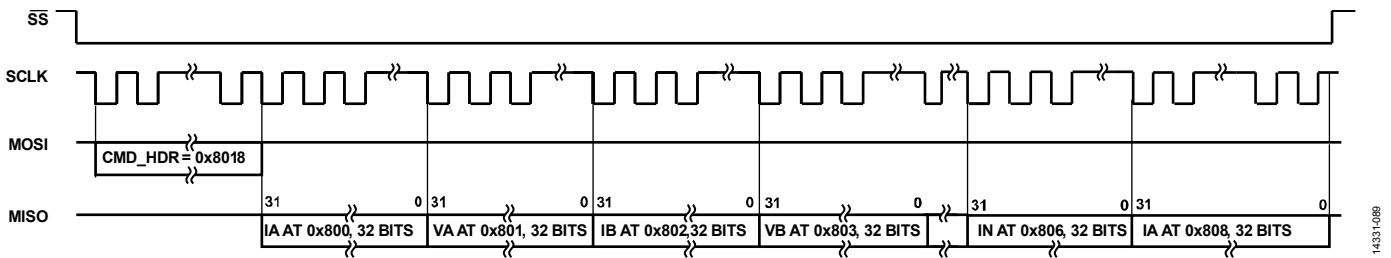 SS
SCLK
MOSI
CMD_HDR = 0x8018
31 0 31 0 31 0 31 0 31 0 31 0
MISO
IA AT 0x800, 32 BITS VA AT 0x801, 32 BITS IB AT 0x802,32 BITS VB AT 0x803, 32 BITS IN AT 0x806, 32 BITS IA AT 0x808, 32 BITS
14331-089